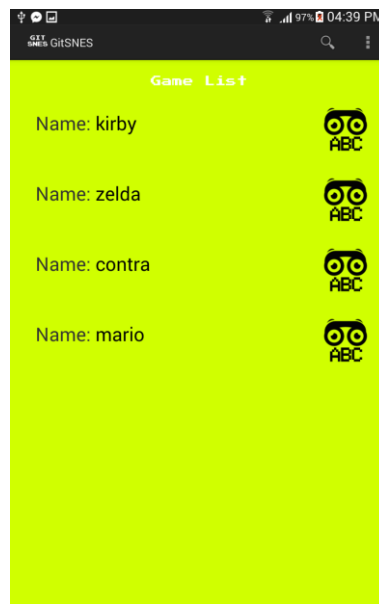 97% 04:39 PM
GIT
SNES GitSNES
Game List
Name: kirby
ABC
Name: zelda
ABC
Name: contra
ABC
Name: mario
ABC